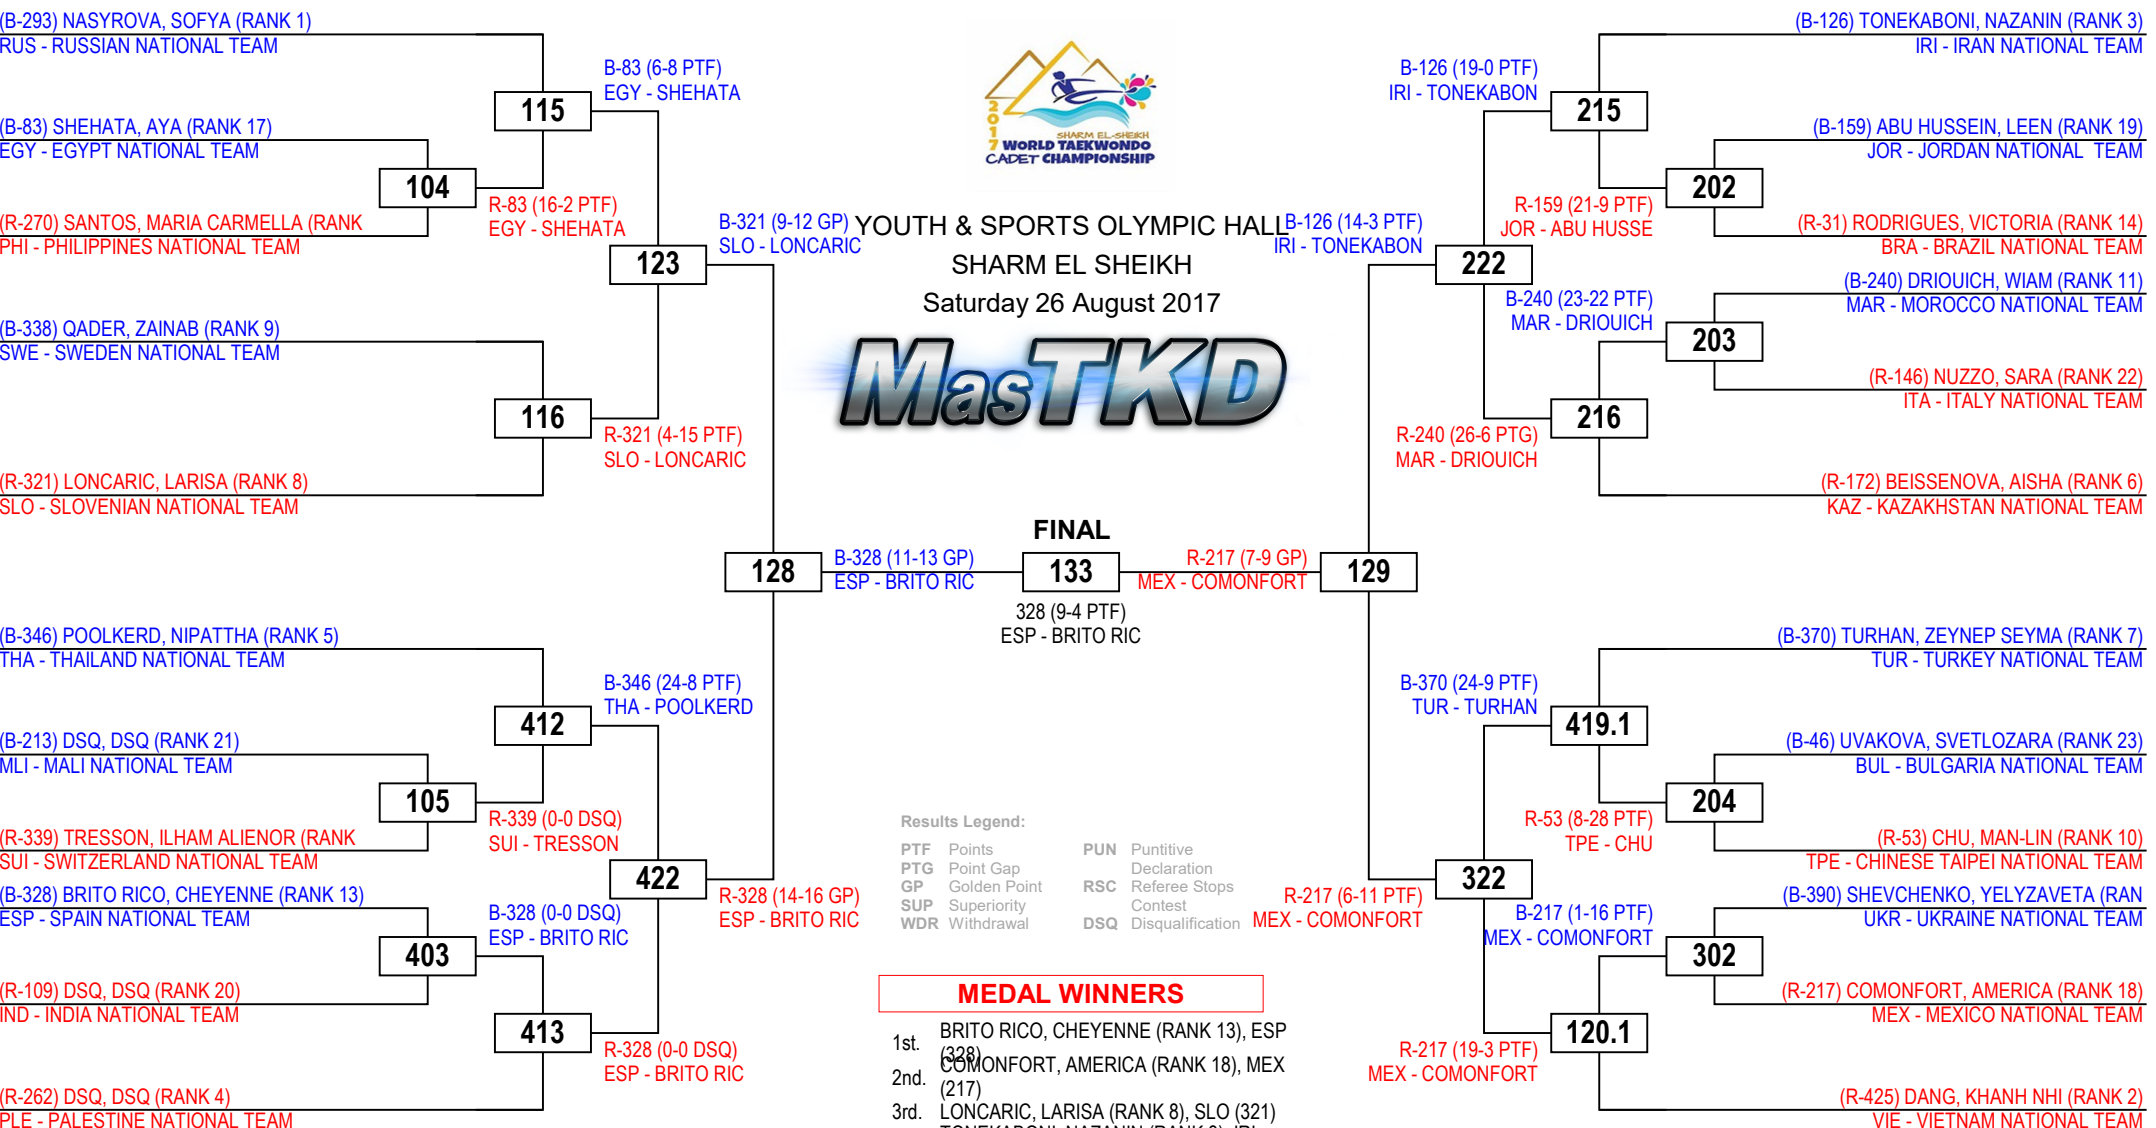 (B-293) NASYROVA, SOFYA (RANK 1)
RUS - RUSSIAN NATIONAL TEAM
(B-83) SHEHATA, AYA (RANK 17)
EGY - EGYPT NATIONAL TEAM
(R-270) SANTOS, MARIA CARMELLA (RANK
PHI - PHILIPPINES NATIONAL TEAM
(B-338) QADER, ZAINAB (RANK 9)
SWE - SWEDEN NATIONAL TEAM
(R-321) LONCARIC, LARISA (RANK 8)
SLO - SLOVENIAN NATIONAL TEAM
(B-346) POOLKERD, NIPATTHA (RANK 5)
THA - THAILAND NATIONAL TEAM
(B-213) DSQ, DSQ (RANK 21)
MLI - MALI NATIONAL TEAM
(R-339) TRESSON, ILHAM ALIENOR (RANK
SUI - SWITZERLAND NATIONAL TEAM
(B-328) BRITO RICO, CHEYENNE (RANK 13)
ESP - SPAIN NATIONAL TEAM
(R-109) DSQ, DSQ (RANK 20)
IND - INDIA NATIONAL TEAM
(R-262) DSQ, DSQ (RANK 4)
PLE - PALESTINE NATIONAL TEAM
104
R-83 (16-2 PTF)
EGY - SHEHATA
105
R-339 (0-0 DSQ)
SUI - TRESSON
403
B-328 (0-0 DSQ)
ESP - BRITO RIC
115
B-83 (6-8 PTF)
EGY - SHEHATA
116
R-321 (4-15 PTF)
SLO - LONCARIC
412
B-346 (24-8 PTF)
THA - POOLKERD
413
R-328 (0-0 DSQ)
ESP - BRITO RIC
123
B-321 (9-12 GP)
SLO - LONCARIC
422
R-328 (14-16 GP)
ESP - BRITO RIC
128
B-328 (11-13 GP)
ESP - BRITO RIC
2017
SHARM EL-SHEIKH
WORLD TAEKWONDO
CADET CHAMPIONSHIP
YOUTH & SPORTS OLYMPIC HALL
SHARM EL SHEIKH
Saturday 26 August 2017
MasTKD
FINAL
133
328 (9-4 PTF)
ESP - BRITO RIC
Results Legend:
PTF Points
PTG Point Gap
GP Golden Point
SUP Superiority
WDR Withdrawal
PUN Puntitive
Declaration
RSC Referee Stops
Contest
DSQ Disqualification
MEDAL WINNERS
1st. BRITO RICO, CHEYENNE (RANK 13), ESP
(328)
2nd. COMONFORT, AMERICA (RANK 18), MEX
(217)
3rd. LONCARIC, LARISA (RANK 8), SLO (321)
TONEKABONI, NAZANIN (RANK 3), IRI
R-217 (7-9 GP)
MEX - COMONFORT
129
B-126 (14-3 PTF)
IRI - TONEKABON
222
R-217 (6-11 PTF)
MEX - COMONFORT
322
B-126 (19-0 PTF)
IRI - TONEKABON
215
R-240 (26-6 PTG)
MAR - DRIOUICH
216
B-370 (24-9 PTF)
TUR - TURHAN
419.1
R-217 (19-3 PTF)
MEX - COMONFORT
120.1
R-159 (21-9 PTF)
JOR - ABU HUSSE
202
B-240 (23-22 PTF)
MAR - DRIOUICH
203
R-53 (8-28 PTF)
TPE - CHU
204
B-217 (1-16 PTF)
MEX - COMONFORT
302
(B-126) TONEKABONI, NAZANIN (RANK 3)
IRI - IRAN NATIONAL TEAM
(B-159) ABU HUSSEIN, LEEN (RANK 19)
JOR - JORDAN NATIONAL TEAM
(R-31) RODRIGUES, VICTORIA (RANK 14)
BRA - BRAZIL NATIONAL TEAM
(B-240) DRIOUICH, WIAM (RANK 11)
MAR - MOROCCO NATIONAL TEAM
(R-146) NUZZO, SARA (RANK 22)
ITA - ITALY NATIONAL TEAM
(R-172) BEISSENOVA, AISHA (RANK 6)
KAZ - KAZAKHSTAN NATIONAL TEAM
(B-370) TURHAN, ZEYNEP SEYMA (RANK 7)
TUR - TURKEY NATIONAL TEAM
(B-46) UVAKOVA, SVETLOZARA (RANK 23)
BUL - BULGARIA NATIONAL TEAM
(R-53) CHU, MAN-LIN (RANK 10)
TPE - CHINESE TAIPEI NATIONAL TEAM
(B-390) SHEVCHENKO, YELYZAVETA (RAN
UKR - UKRAINE NATIONAL TEAM
(R-217) COMONFORT, AMERICA (RANK 18)
MEX - MEXICO NATIONAL TEAM
(R-425) DANG, KHANH NHI (RANK 2)
VIE - VIETNAM NATIONAL TEAM